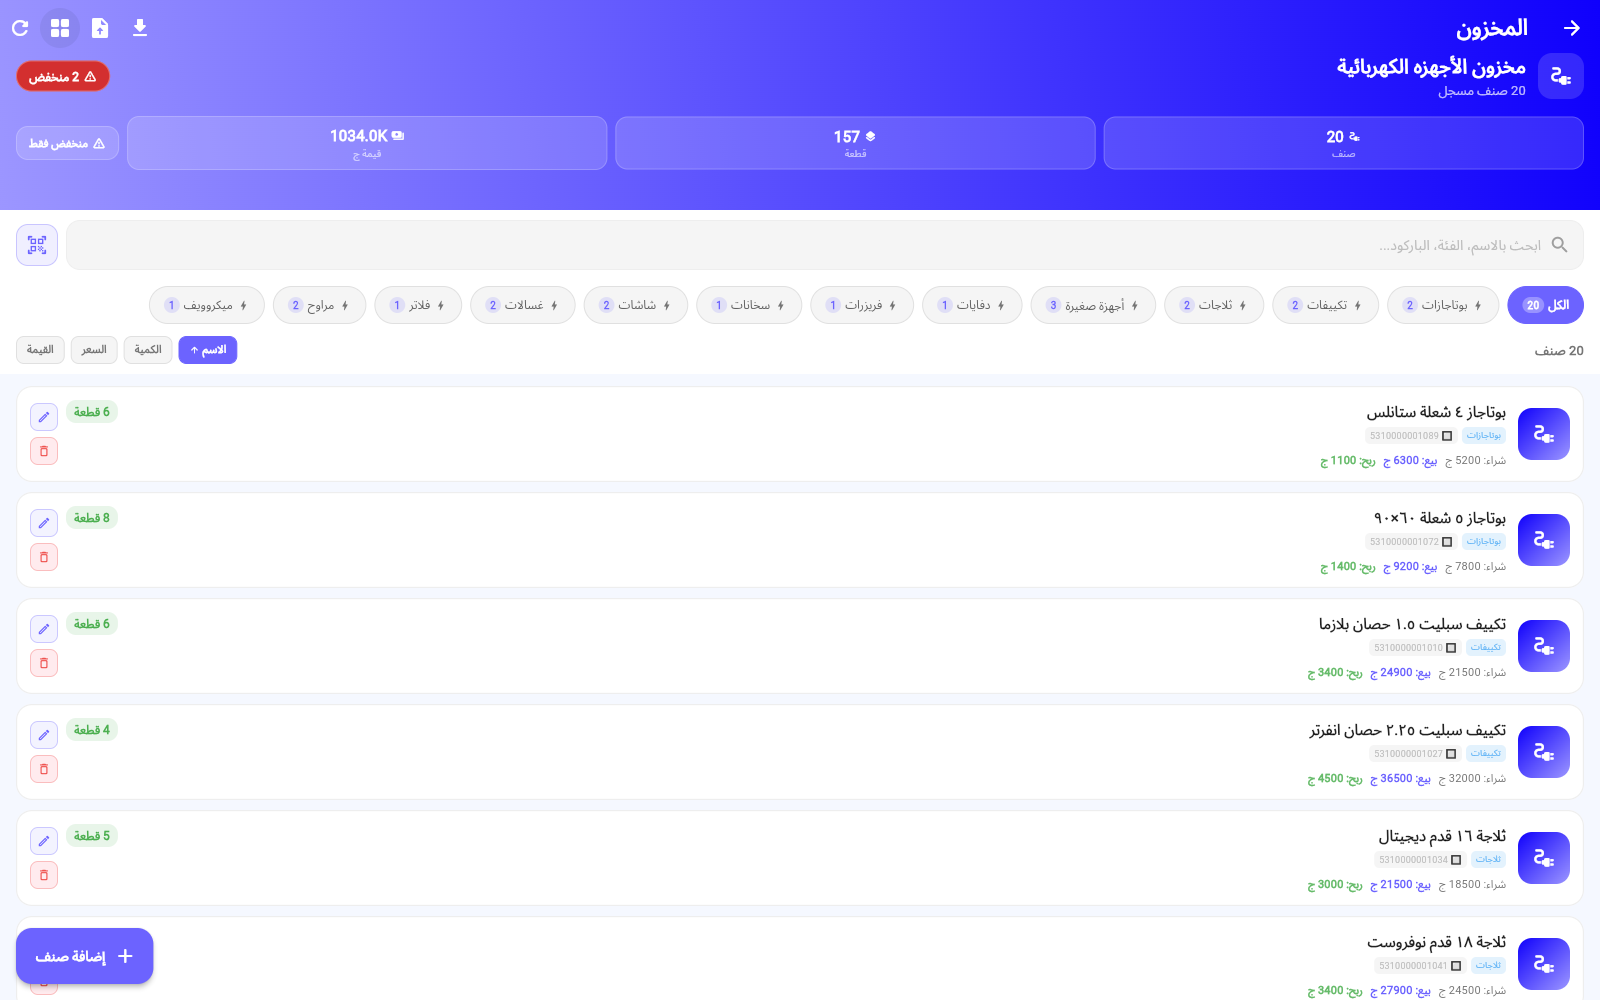 المخزون
مخزون الأجهزه الكهربائية
20 صنف مسجل
2 منخفض
20
صنف
157
قطعة
1034.0K
قيمة ج
منخفض فقط
ابحث بالاسم، الفئة، الباركود...
الكل 20
بوتاجازات 2
تكييفات 2
ثلاجات 2
أجهزة صغيرة 3
دفايات 1
فريزرات 1
سخانات 1
شاشات 2
غسالات 2
فلاتر 1
مراوح 2
ميكروويف 1
20 صنف
الاسم ↑
الكمية
السعر
القيمة
بوتاجاز ٤ شعلة ستانلس
بوتاجازات 5310000001089
شراء: 5200 ج بيع: 6300 ج ربح: 1100 ج
6 قطعة
بوتاجاز ٥ شعلة ٦٠×٩٠
بوتاجازات 5310000001072
شراء: 7800 ج بيع: 9200 ج ربح: 1400 ج
8 قطعة
تكييف سبليت ١.٥ حصان بلازما
تكييفات 5310000001010
شراء: 21500 ج بيع: 24900 ج ربح: 3400 ج
6 قطعة
تكييف سبليت ٢.٢٥ حصان انفرتر
تكييفات 5310000001027
شراء: 32000 ج بيع: 36500 ج ربح: 4500 ج
4 قطعة
ثلاجة ١٦ قدم ديجيتال
ثلاجات 5310000001034
شراء: 18500 ج بيع: 21500 ج ربح: 3000 ج
5 قطعة
ثلاجة ١٨ قدم نوفروست
ثلاجات 5310000001041
شراء: 24500 ج بيع: 27900 ج ربح: 3400 ج
إضافة صنف